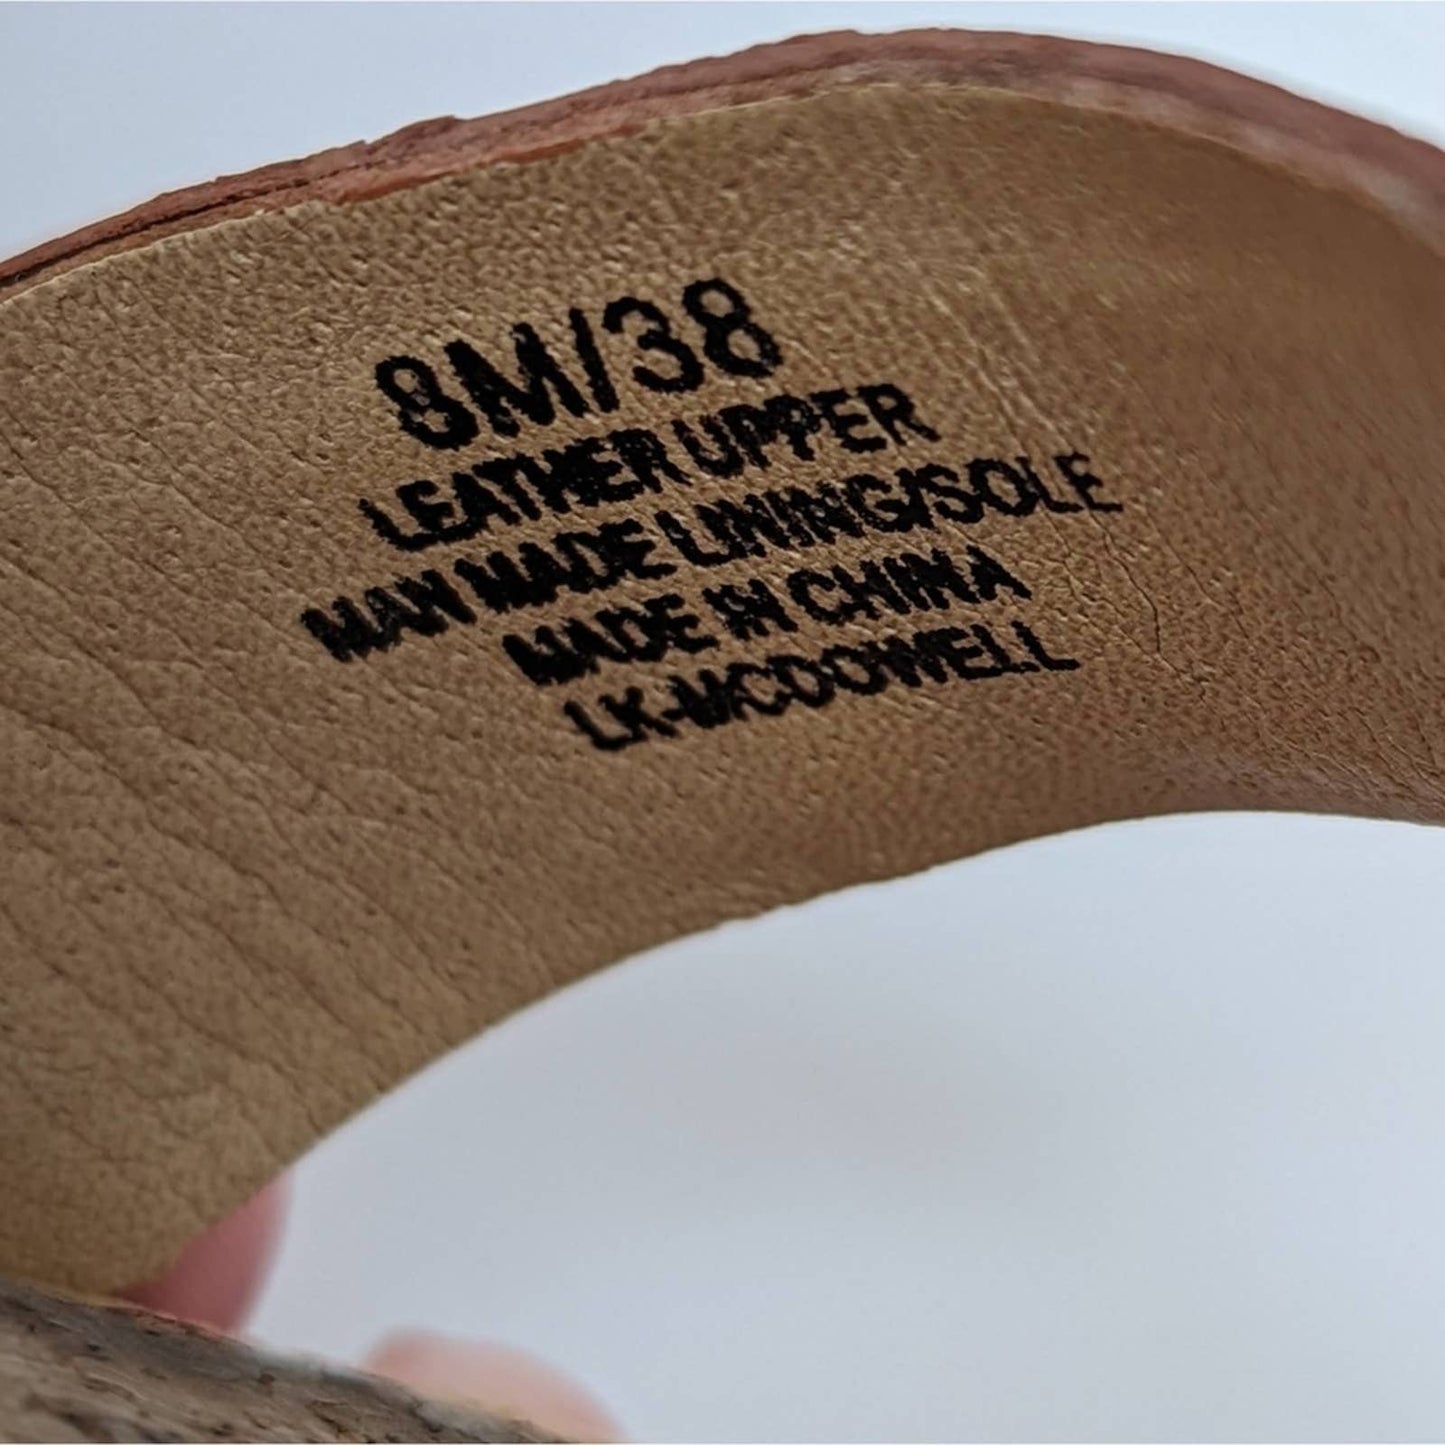 8M/38
LEATHER UPPER
MAN MADE LINING/SOLE
MADE IN CHINA
LK-MCDOWELL